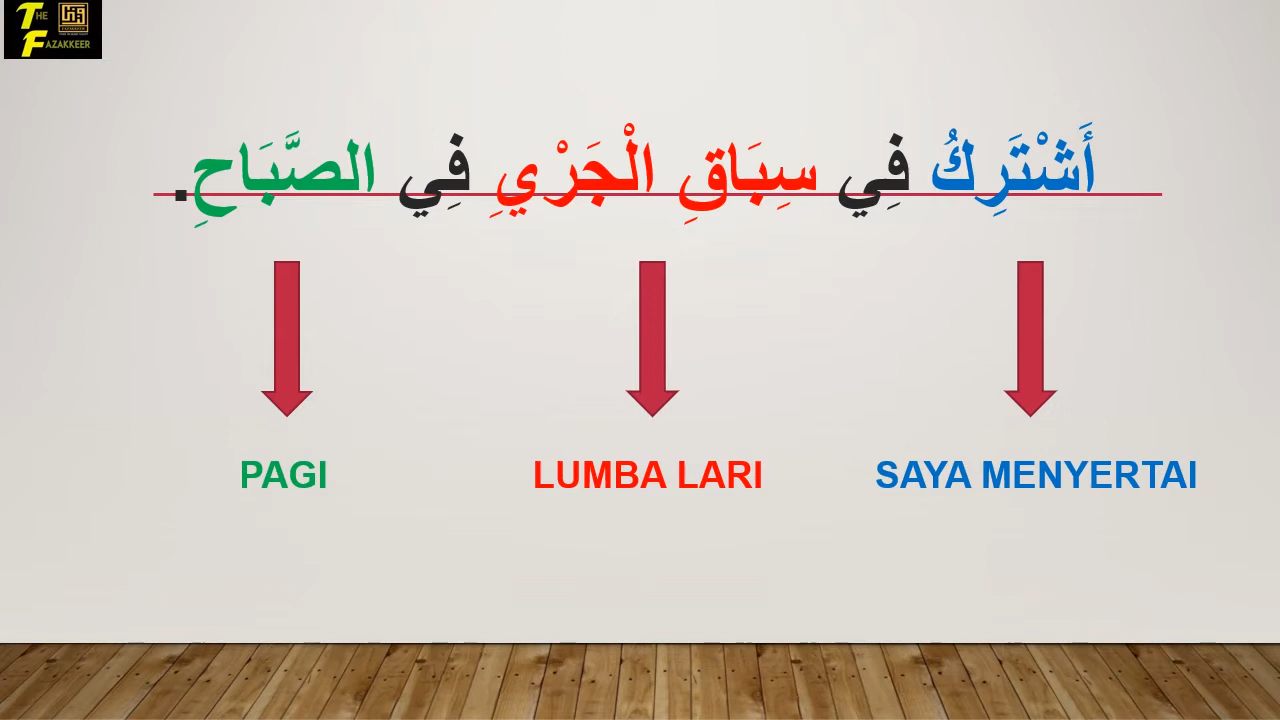 THE
FAZAKKEER
أَشْتَرِكُ فِي سِبَاقِ الْجَرْيِ فِي الصَّبَاحِ.
PAGI LUMBA LARI SAYA MENYERTAI